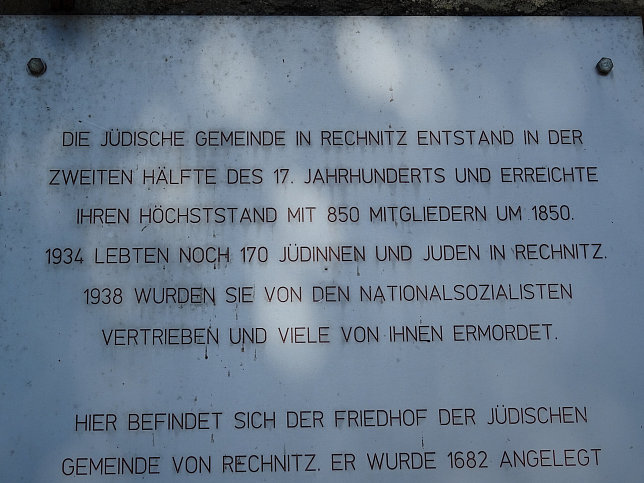 DIE JÜDISCHE GEMEINDE IN RECHNITZ ENTSTAND IN DER
ZWEITEN HÄLFTE DES 17. JAHRHUNDERTS UND ERREICHTE
IHREN HÖCHSTSTAND MIT 850 MITGLIEDERN UM 1850.
1934 LEBTEN NOCH 170 JÜDINNEN UND JUDEN IN RECHNITZ.
1938 WURDEN SIE VON DEN NATIONALSOZIALISTEN
VERTRIEBEN UND VIELE VON IHNEN ERMORDET.
HIER BEFINDET SICH DER FRIEDHOF DER JÜDISCHEN
GEMEINDE VON RECHNITZ. ER WURDE 1682 ANGELEGT